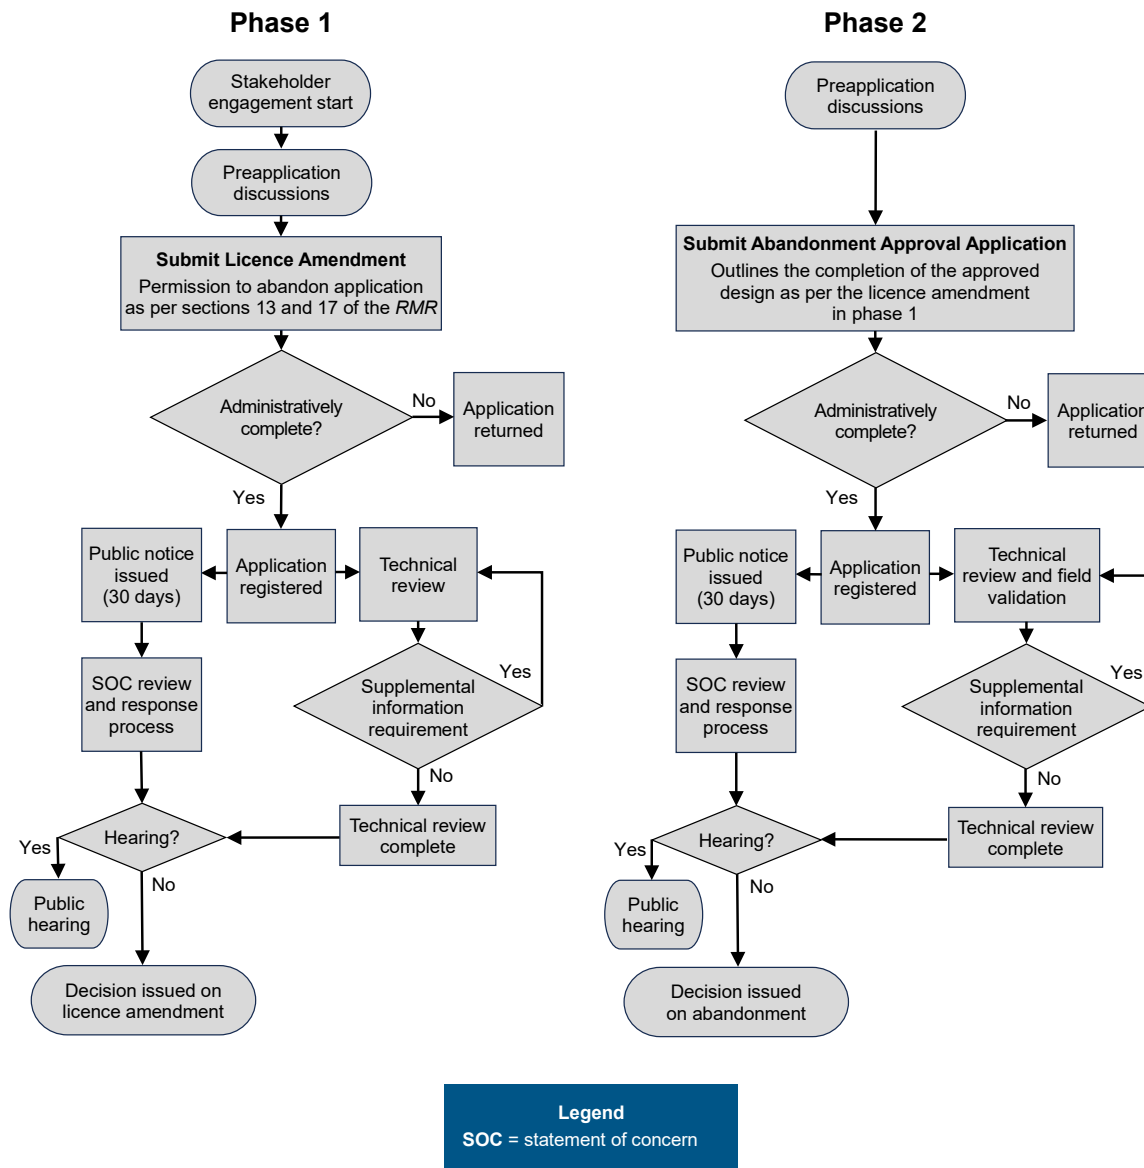 Phase 1
Stakeholder
engagement start
Preapplication
discussions
Submit Licence Amendment
Permission to abandon application
as per sections 13 and 17 of the RMR
Administratively
complete?
No
Application
returned
Yes
Public notice
issued
(30 days)
Application
registered
Technical
review
SOC review
and response
process
Supplemental
information
requirement
Yes
No
Hearing?
Technical review
complete
Yes
No
Public
hearing
Decision issued on
licence amendment
Phase 2
Preapplication
discussions
Submit Abandonment Approval Application
Outlines the completion of the approved
design as per the licence amendment
in phase 1
Administratively
complete?
No
Application
returned
Yes
Public notice
issued
(30 days)
Application
registered
Technical
review and field
validation
SOC review
and response
process
Supplemental
information
requirement
Yes
No
Hearing?
Technical review
complete
Yes
No
Public
hearing
Decision issued
on abandonment
Legend
SOC = statement of concern